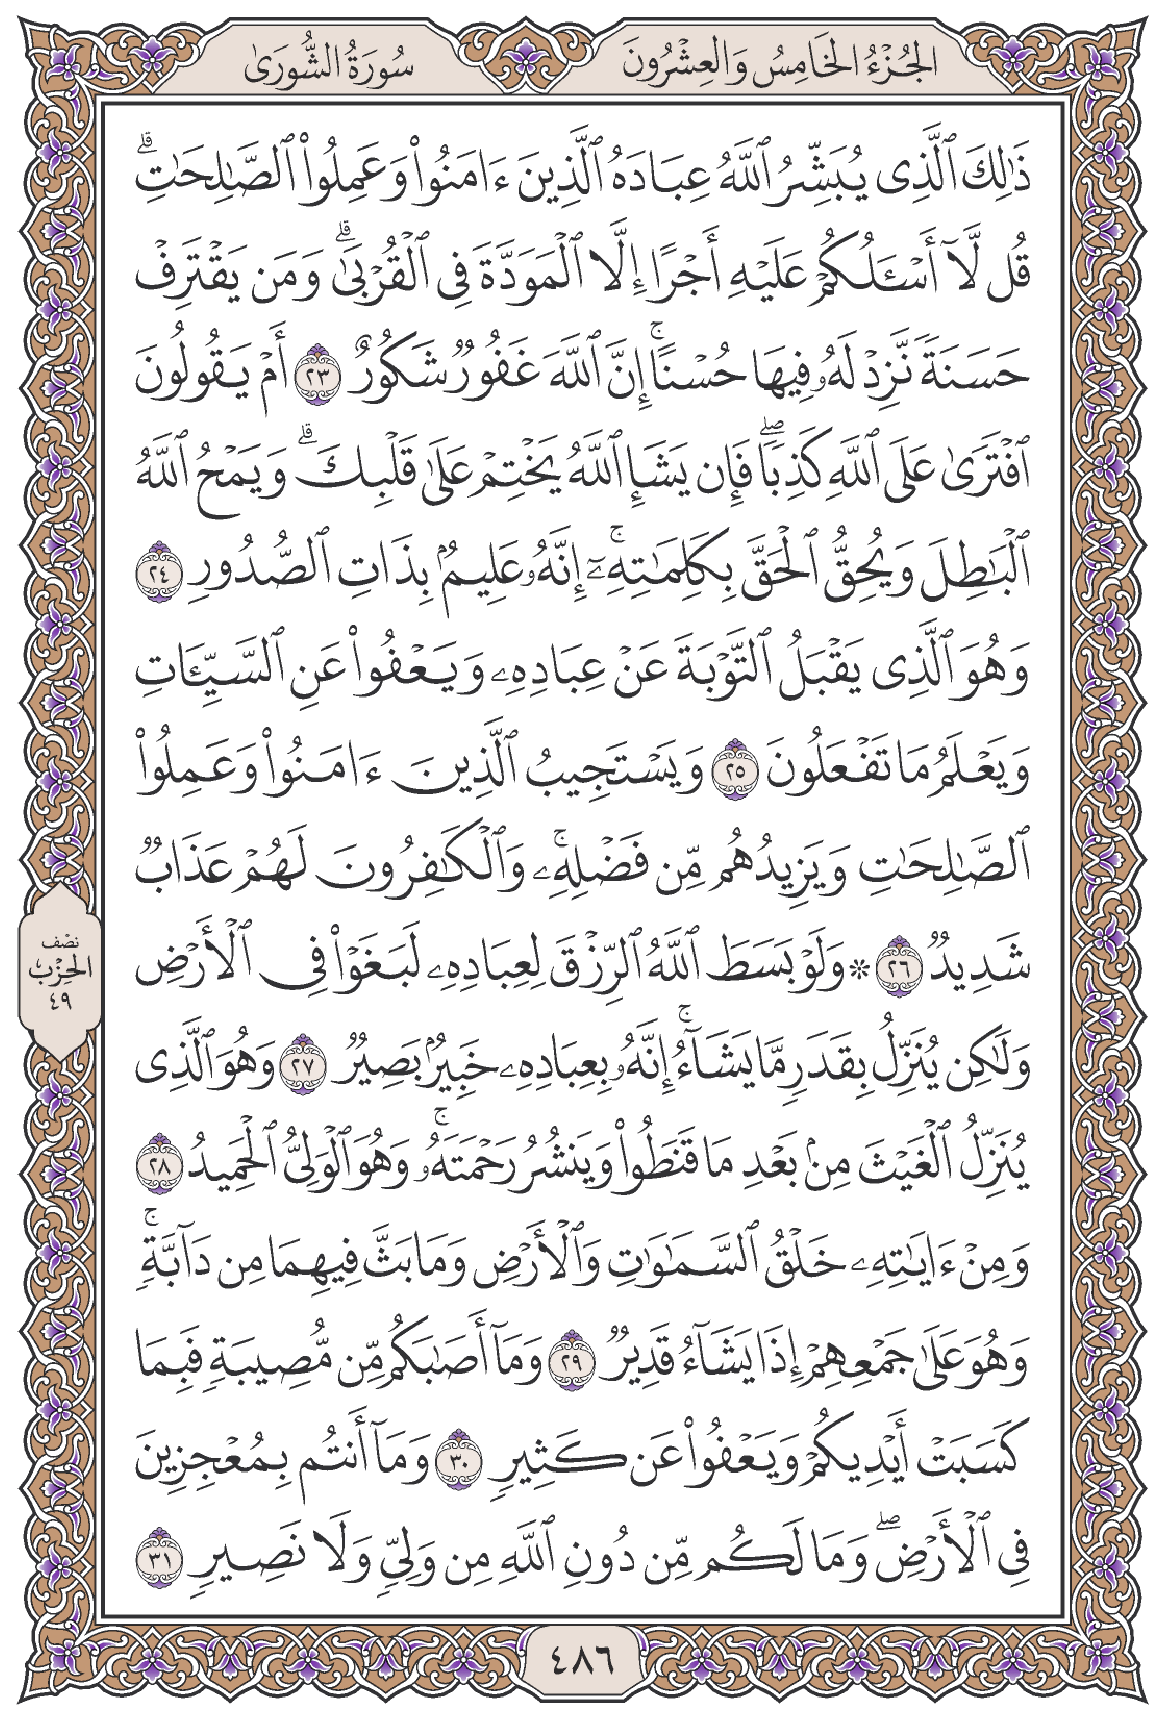 الجُزْءُ الخَامِسُ وَالعِشْرُونَ
سُورَةُ الشُّورَىٰ
ذَٰلِكَ ٱلَّذِى يُبَشِّرُ ٱللَّهُ عِبَادَهُ ٱلَّذِينَ ءَامَنُوا۟ وَعَمِلُوا۟ ٱلصَّـٰلِحَـٰتِ ۗ
قُل لَّآ أَسْـَٔلُكُمْ عَلَيْهِ أَجْرًا إِلَّا ٱلْمَوَدَّةَ فِى ٱلْقُرْبَىٰ ۗ وَمَن يَقْتَرِفْ
حَسَنَةً نَّزِدْ لَهُۥ فِيهَا حُسْنًا ۚ إِنَّ ٱللَّهَ غَفُورٌ شَكُورٌ ٢٣ أَمْ يَقُولُونَ
ٱفْتَرَىٰ عَلَى ٱللَّهِ كَذِبًا ۖ فَإِن يَشَإِ ٱللَّهُ يَخْتِمْ عَلَىٰ قَلْبِكَ ۗ وَيَمْحُ ٱللَّهُ
ٱلْبَـٰطِلَ وَيُحِقُّ ٱلْحَقَّ بِكَلِمَـٰتِهِۦٓ ۚ إِنَّهُۥ عَلِيمٌۢ بِذَاتِ ٱلصُّدُورِ ٢٤
وَهُوَ ٱلَّذِى يَقْبَلُ ٱلتَّوْبَةَ عَنْ عِبَادِهِۦ وَيَعْفُوا۟ عَنِ ٱلسَّيِّـَٔاتِ
وَيَعْلَمُ مَا تَفْعَلُونَ ٢٥ وَيَسْتَجِيبُ ٱلَّذِينَ ءَامَنُوا۟ وَعَمِلُوا۟
ٱلصَّـٰلِحَـٰتِ وَيَزِيدُهُم مِّن فَضْلِهِۦ ۚ وَٱلْكَـٰفِرُونَ لَهُمْ عَذَابٌ
شَدِيدٌ ٢٦ ۞ وَلَوْ بَسَطَ ٱللَّهُ ٱلرِّزْقَ لِعِبَادِهِۦ لَبَغَوْا۟ فِى ٱلْأَرْضِ
وَلَـٰكِن يُنَزِّلُ بِقَدَرٍ مَّا يَشَآءُ ۚ إِنَّهُۥ بِعِبَادِهِۦ خَبِيرٌۢ بَصِيرٌ ٢٧ وَهُوَ ٱلَّذِى
يُنَزِّلُ ٱلْغَيْثَ مِنۢ بَعْدِ مَا قَنَطُوا۟ وَيَنشُرُ رَحْمَتَهُۥ ۚ وَهُوَ ٱلْوَلِىُّ ٱلْحَمِيدُ ٢٨
وَمِنْ ءَايَـٰتِهِۦ خَلْقُ ٱلسَّمَـٰوَٰتِ وَٱلْأَرْضِ وَمَا بَثَّ فِيهِمَا مِن دَآبَّةٍ ۚ
وَهُوَ عَلَىٰ جَمْعِهِمْ إِذَا يَشَآءُ قَدِيرٌ ٢٩ وَمَآ أَصَـٰبَكُم مِّن مُّصِيبَةٍ فَبِمَا
كَسَبَتْ أَيْدِيكُمْ وَيَعْفُوا۟ عَن كَثِيرٍ ٣٠ وَمَآ أَنتُم بِمُعْجِزِينَ
فِى ٱلْأَرْضِ ۖ وَمَا لَكُم مِّن دُونِ ٱللَّهِ مِن وَلِىٍّ وَلَا نَصِيرٍ ٣١
نصف
الحزب
٤٩
٤٨٦